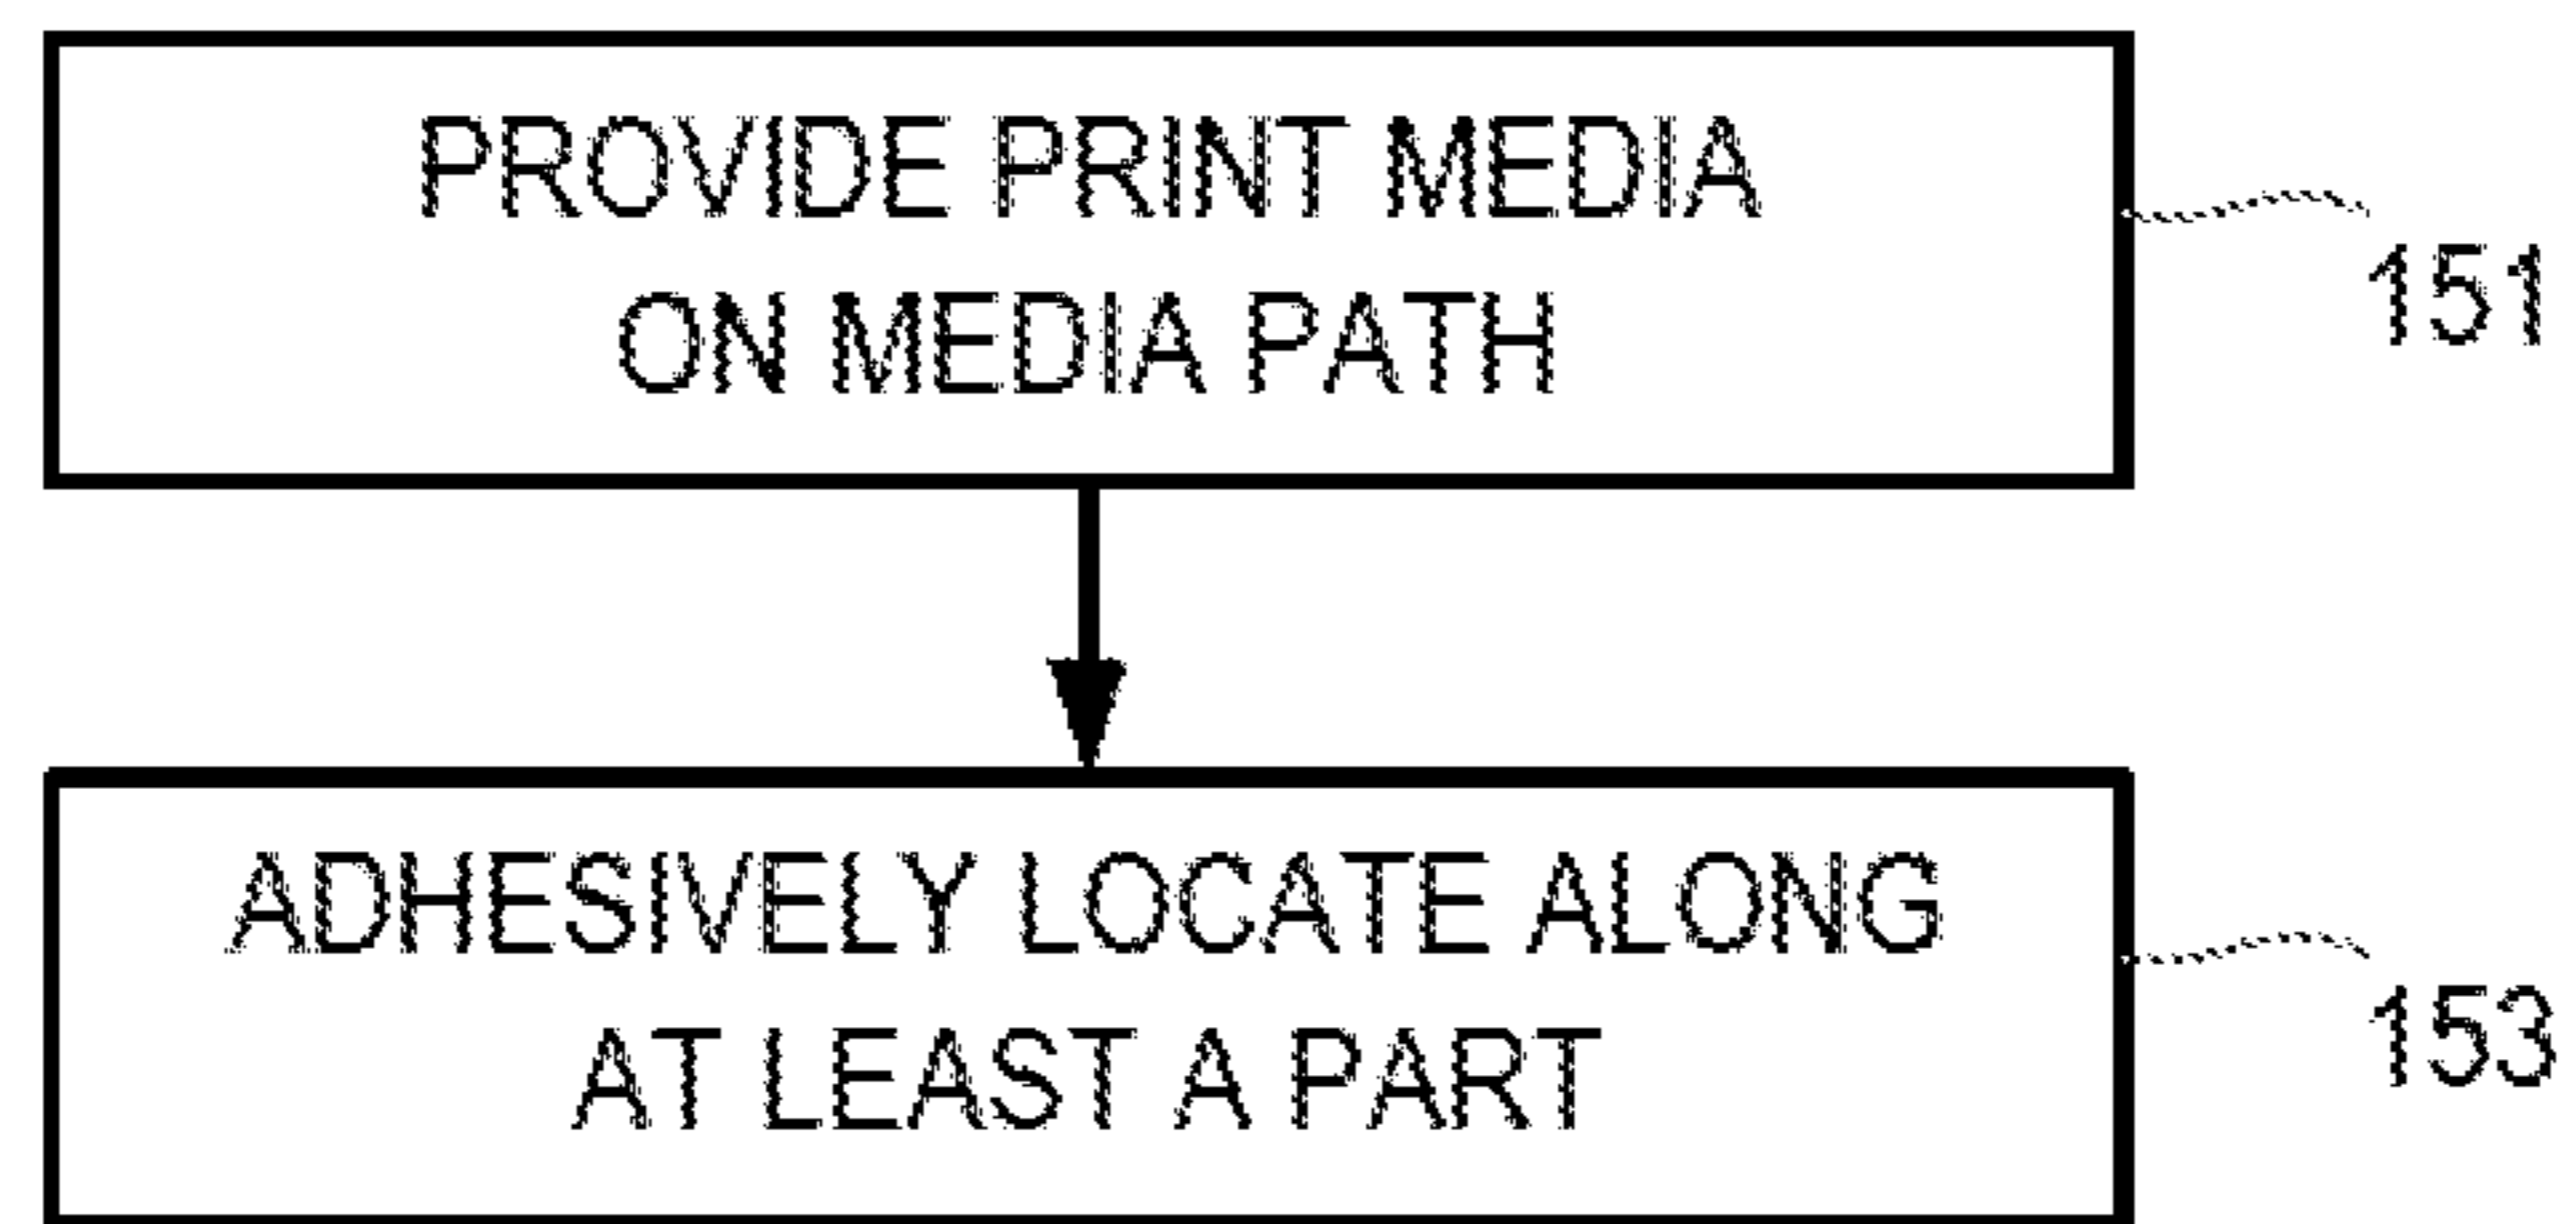 PROVIDE PRINT MEDIA
ON MEDIA PATH
151
ADHESIVELY LOCATE ALONG
AT LEAST A PART
153